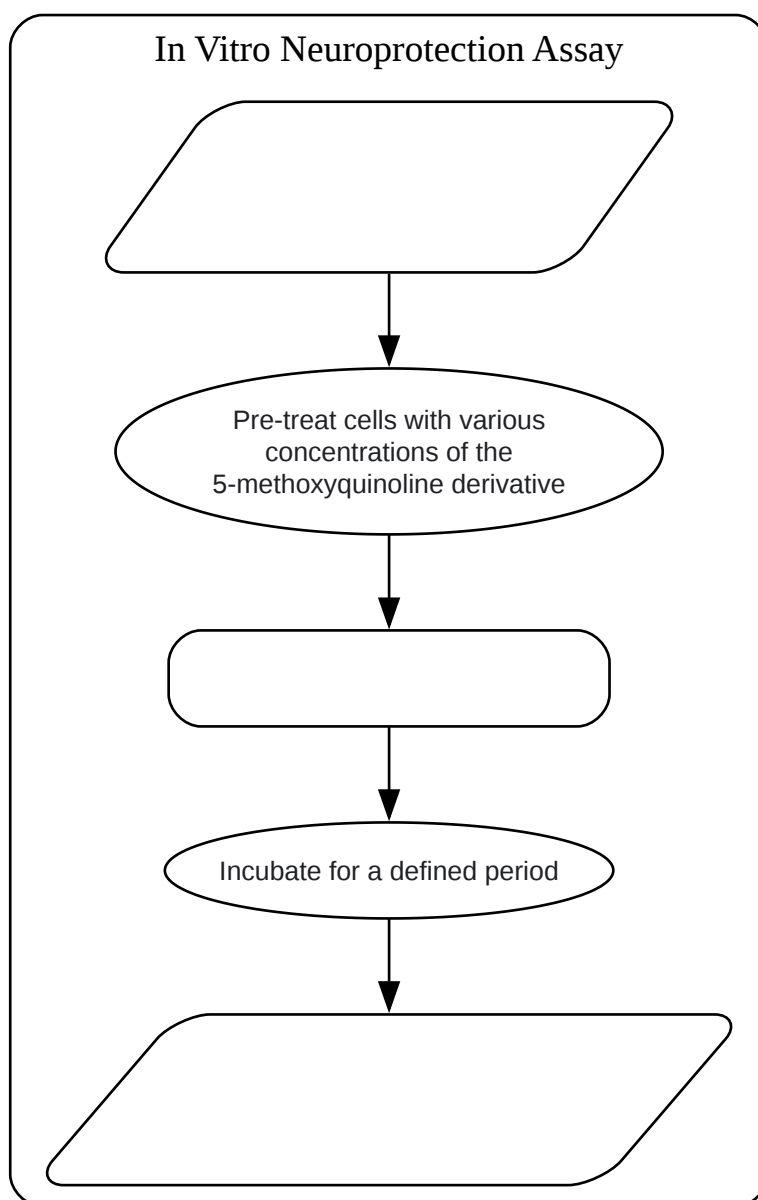 In Vitro Neuroprotection Assay
Pre-treat cells with various
concentrations of the
5-methoxyquinoline derivative
Incubate for a defined period